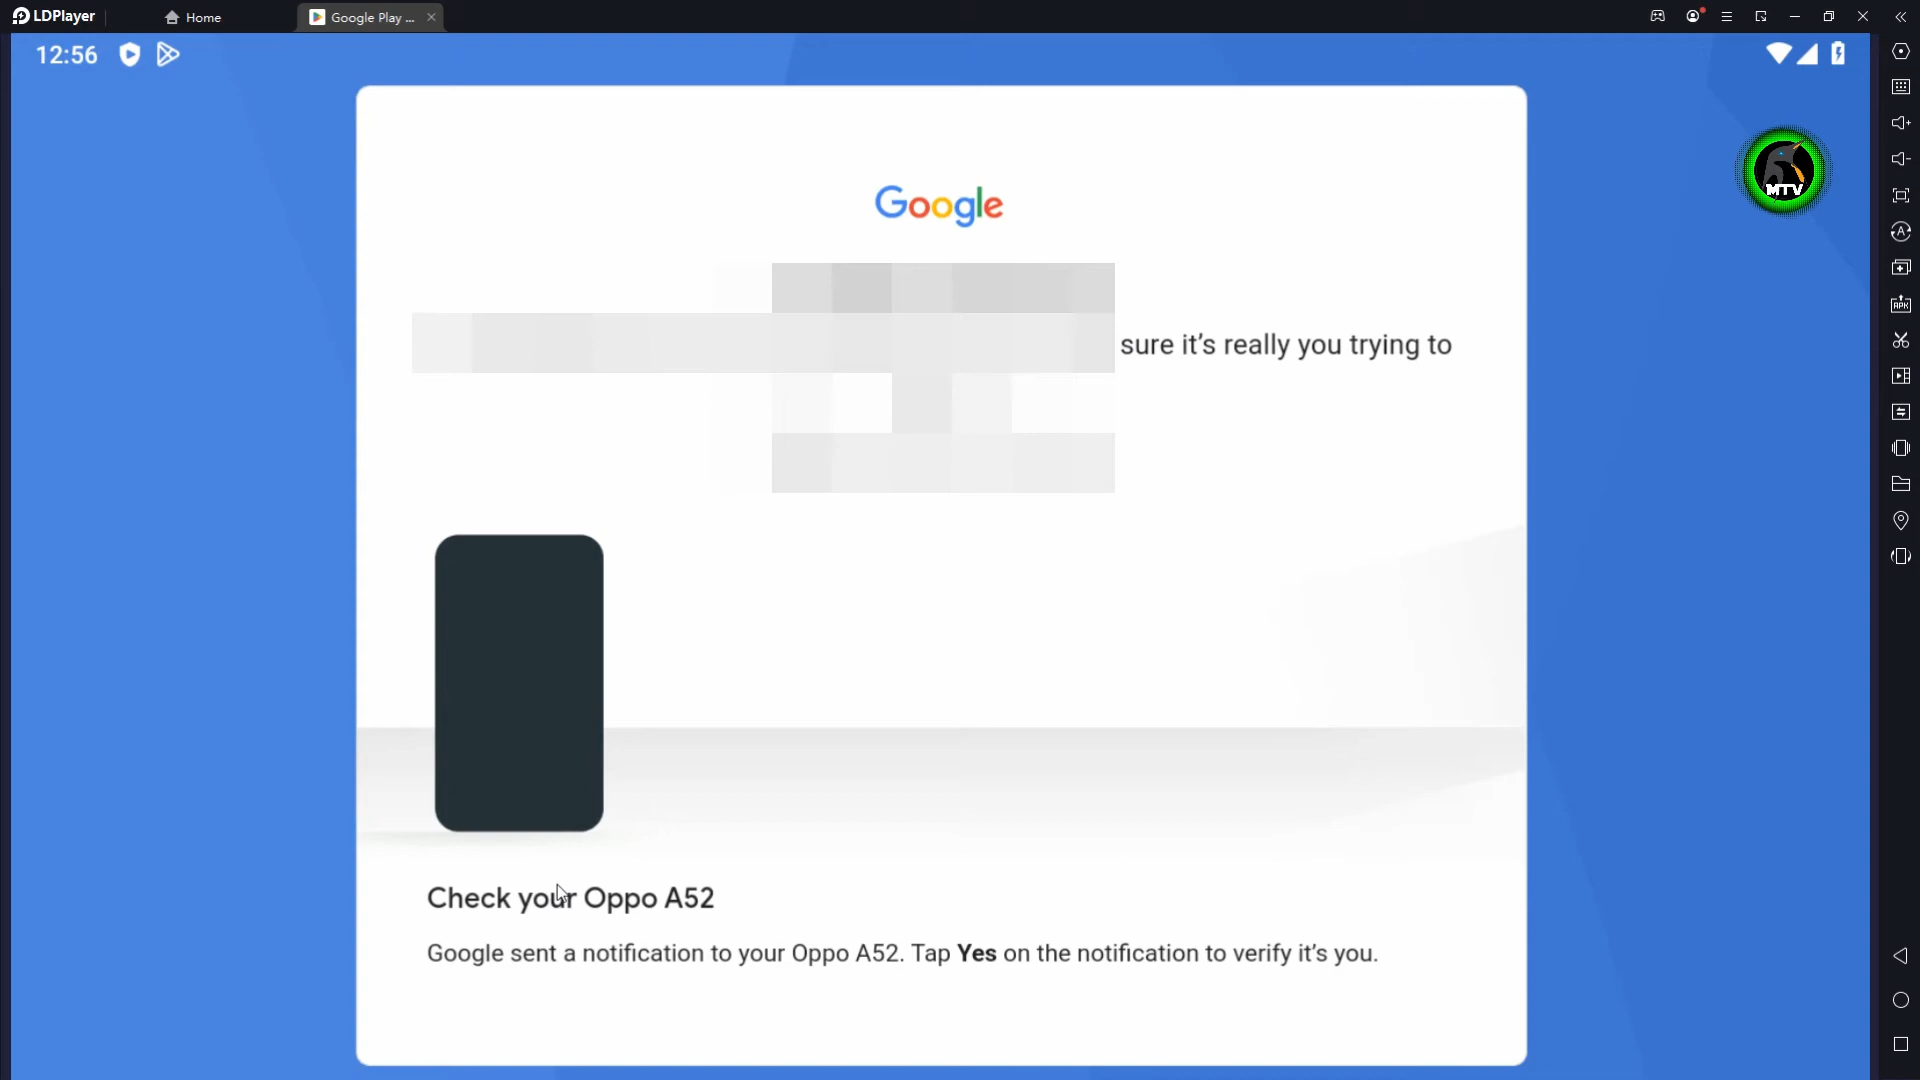 LDPlayer
Home
Google Play ...
12:56
MTV
Google
sure it’s really you trying to
Check your Oppo A52
Google sent a notification to your Oppo A52. Tap Yes on the notification to verify it’s you.
APK